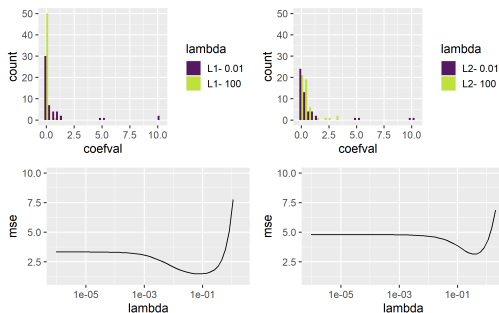 50
40
30
20
10
0
count
0.0 2.5 5.0 7.5 10.0
coefval
lambda
L1- 0.01
L1- 100
50
40
30
20
10
0
count
0.0 2.5 5.0 7.5 10.0
coefval
lambda
L2- 0.01
L2- 100
10.0
7.5
5.0
2.5
mse
1e-05 1e-03 1e-01
lambda
10.0
7.5
5.0
2.5
mse
1e-05 1e-03 1e-01
lambda